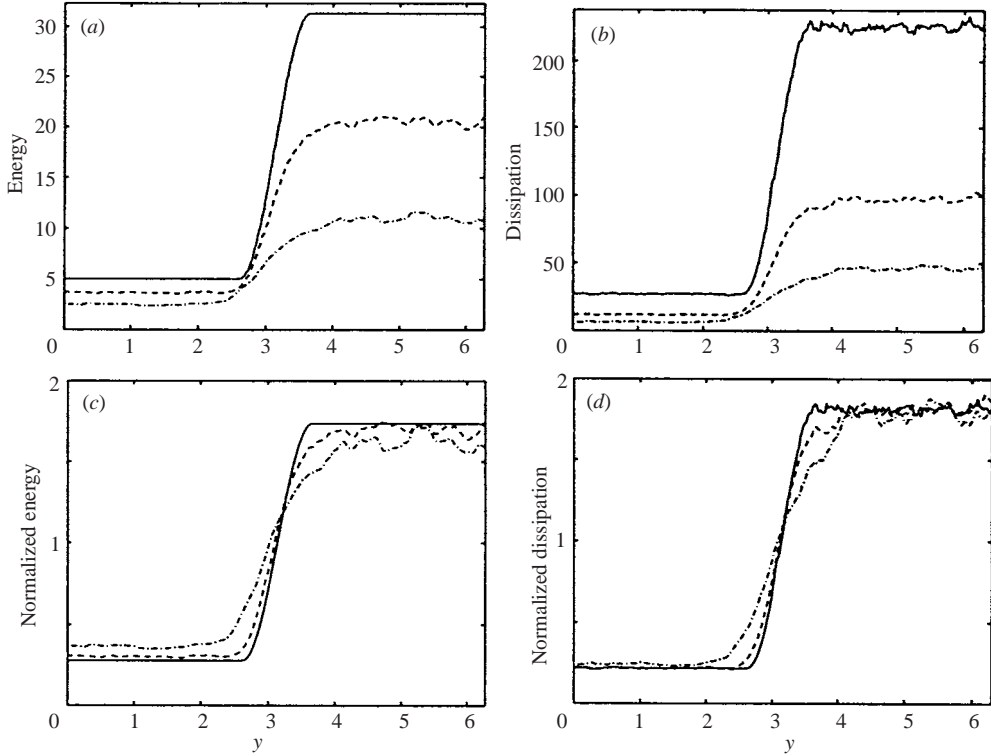 30
25
20
15
10
5
0
Energy
(a)
1 2 3 4 5 6
200
150
100
50
0
Dissipation
(b)
1 2 3 4 5 6
2
1
0
Normalized energy
(c)
1 2 3 4 5 6
y
2
1
0
Normalized dissipation
(d)
1 2 3 4 5 6
y